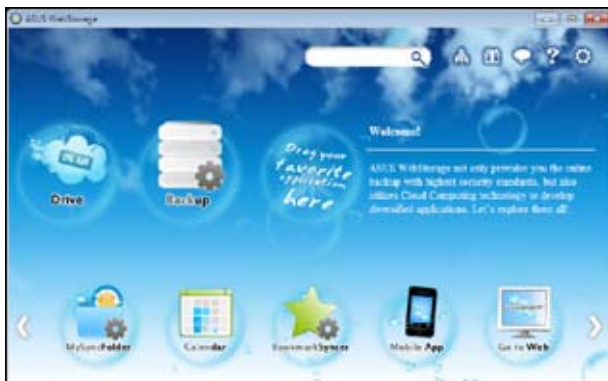 ASUS WebStorage
Welcome!
Drag your
favorite
application
here
ASUS WebStorage not only provides you the online
backup with highest security standards, but also
utilizes Cloud Computing technology to develop
diversified applications. Let's explore them all!
Drive
Backup
MySyncFolder
Calendar
BookmarkSyncer
Mobile App
Go to Web